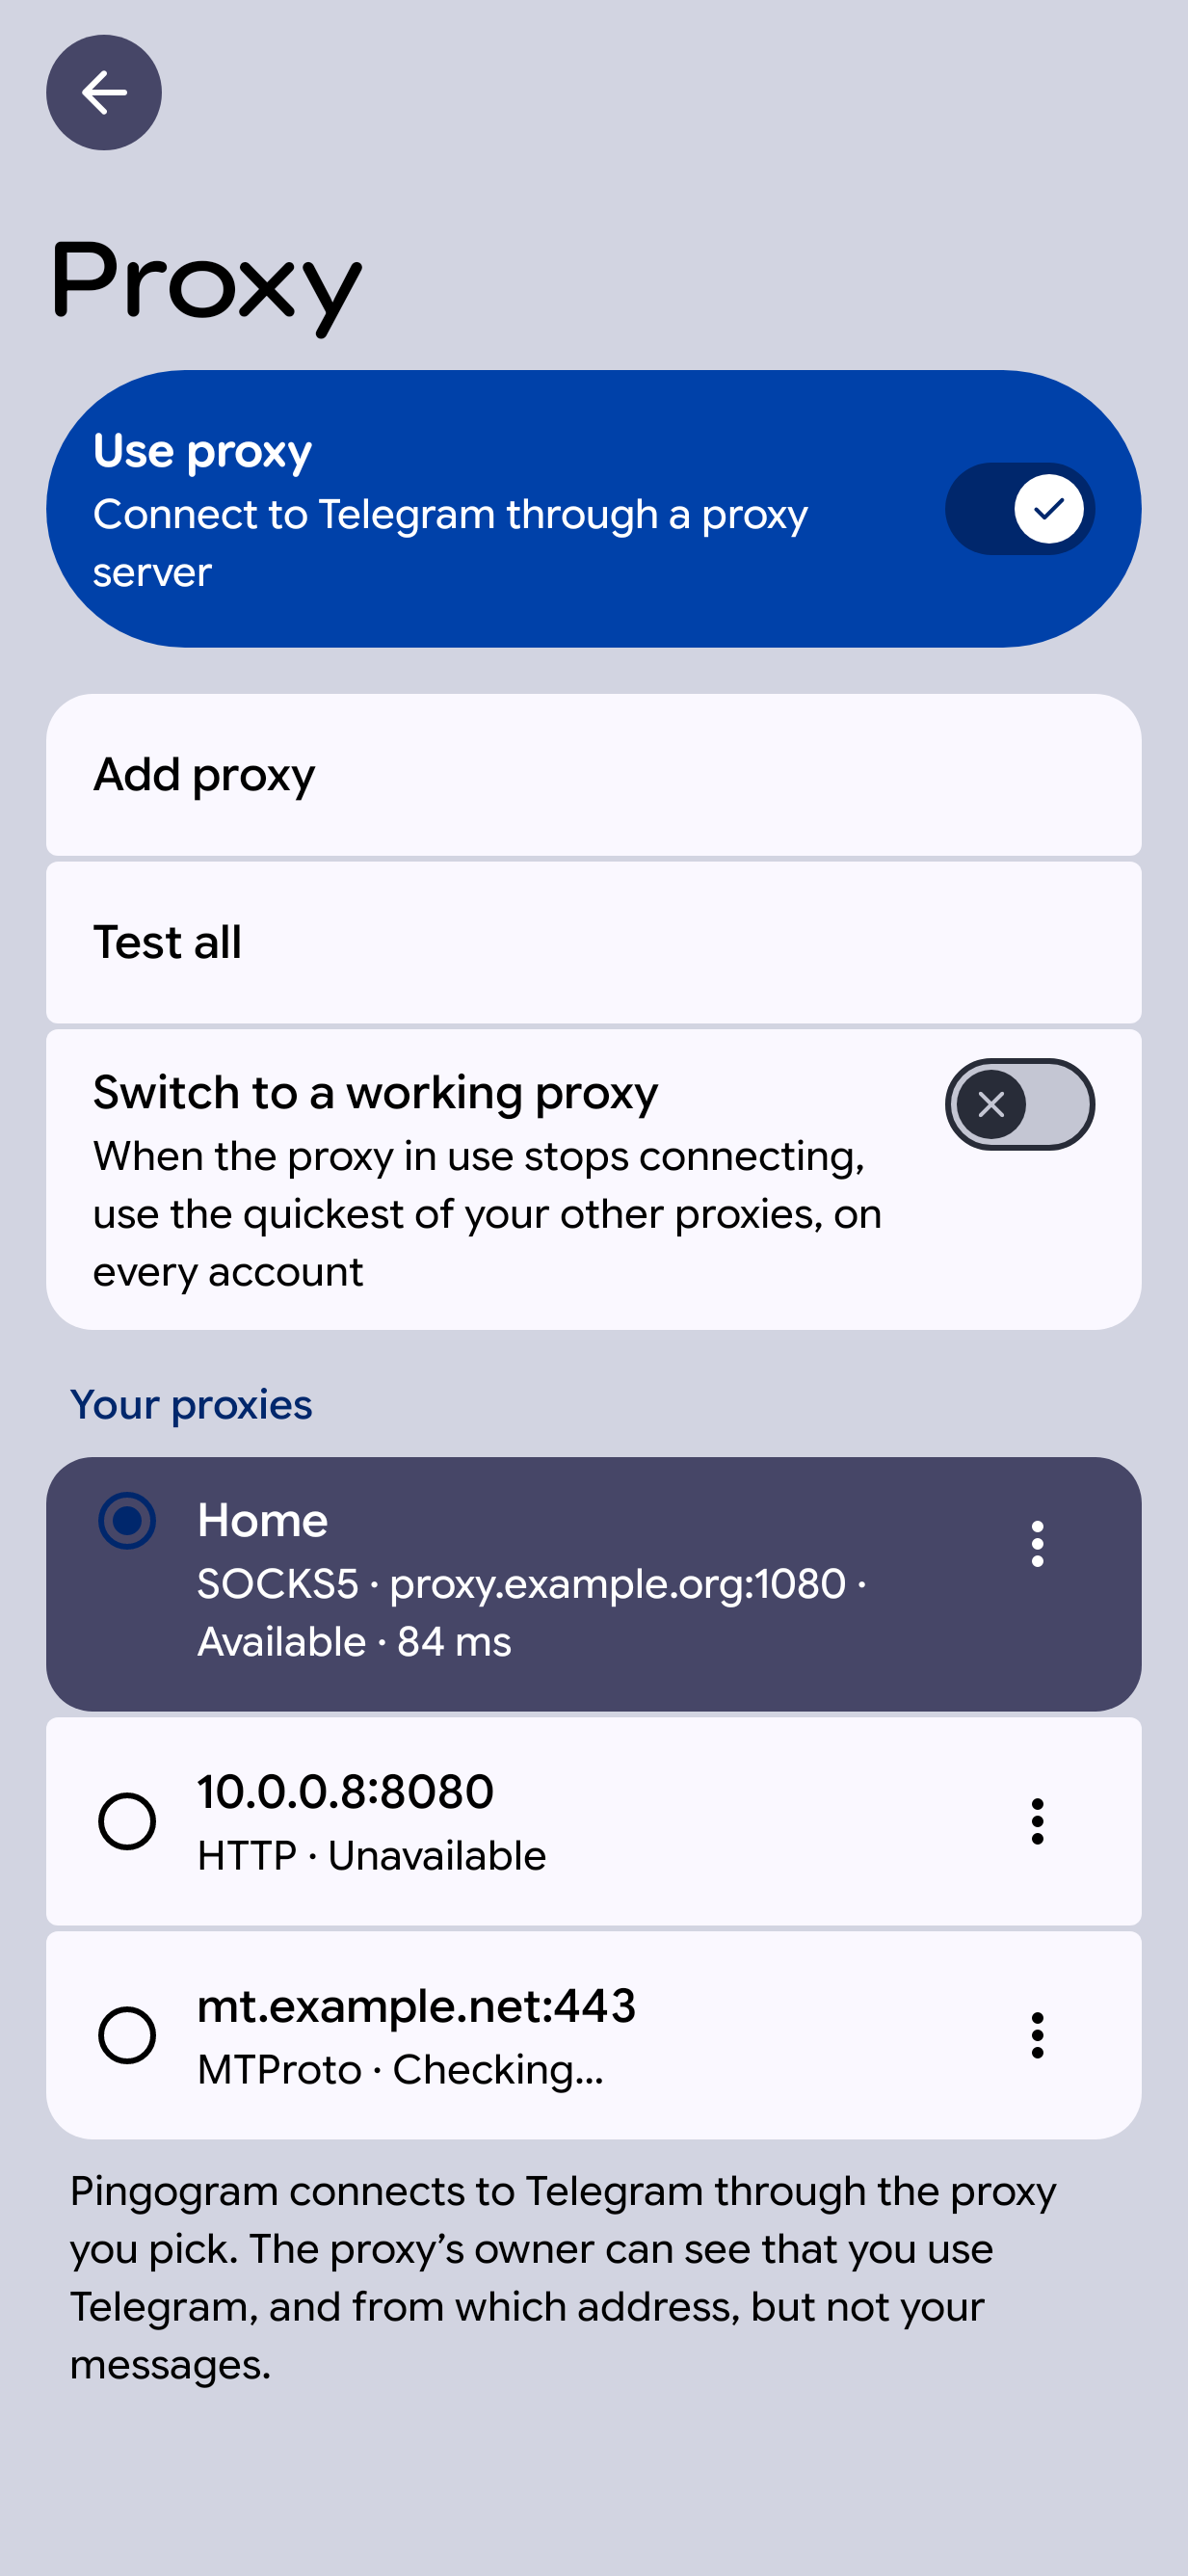 Proxy
Use proxy
Connect to Telegram through a proxy
server
Add proxy
Test all
Switch to a working proxy
When the proxy in use stops connecting,
use the quickest of your other proxies, on
every account
Your proxies
Home
SOCKS5 · proxy.example.org:1080 ·
Available · 84 ms
10.0.0.8:8080
HTTP · Unavailable
mt.example.net:443
MTProto · Checking…
Pingogram connects to Telegram through the proxy
you pick. The proxy’s owner can see that you use
Telegram, and from which address, but not your
messages.